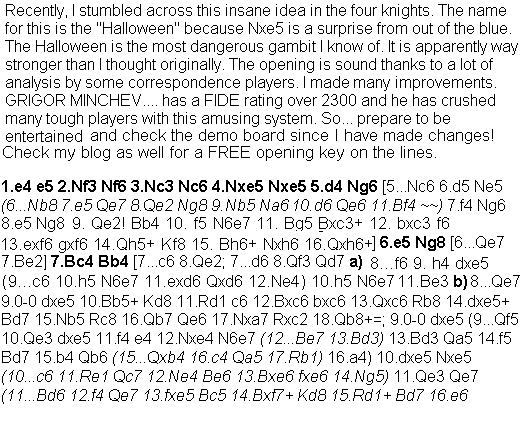 Recently, I stumbled across this insane idea in the four knights. The name
for this is the "Halloween" because Nxe5 is a surprise from out of the blue.
The Halloween is the most dangerous gambit I know of. It is apparently way
stronger than I thought originally. The opening is sound thanks to a lot of
analysis by some correspondence players. I made many improvements.
GRIGOR MINCHEV.... has a FIDE rating over 2300 and he has crushed
many tough players with this amusing system. So... prepare to be
entertained and check the demo board since I have made changes!
Check my blog as well for a FREE opening key on the lines.
1.e4 e5 2.Nf3 Nf6 3.Nc3 Nc6 4.Nxe5 Nxe5 5.d4 Ng6 [5...Nc6 6.d5 Ne5
(6...Nb8 7.e5 Qe7 8.Qe2 Ng8 9.Nb5 Na6 10.d6 Qe6 11.Bf4 ~~) 7.f4 Ng6
8.e5 Ng8 9. Qe2! Bb4 10. f5 N6e7 11. Bg5 Bxc3+ 12. bxc3 f6
13.exf6 gxf6 14.Qh5+ Kf8 15. Bh6+ Nxh6 16.Qxh6+] 6.e5 Ng8 [6...Qe7
7.Be2] 7.Bc4 Bb4 [7...c6 8.Qe2; 7...d6 8.Qf3 Qd7 a) 8...f6 9. h4 dxe5
(9...c6 10.h5 N6e7 11.exd6 Qxd6 12.Ne4) 10.h5 N6e7 11.Be3 b) 8...Qe7
9.0-0 dxe5 10.Bb5+ Kd8 11.Rd1 c6 12.Bxc6 bxc6 13.Qxc6 Rb8 14.dxe5+
Bd7 15.Nb5 Rc8 16.Qb7 Qe6 17.Nxa7 Rxc2 18.Qb8+=; 9.0-0 dxe5 (9...Qf5
10.Qe3 dxe5 11.f4 e4 12.Nxe4 N6e7 (12...Be7 13.Bd3) 13.Bd3 Qa5 14.f5
Bd7 15.b4 Qb6 (15...Qxb4 16.c4 Qa5 17.Rb1) 16.a4) 10.dxe5 Nxe5
(10...c6 11.Re1 Qc7 12.Ne4 Be6 13.Bxe6 fxe6 14.Ng5) 11.Qe3 Qe7
(11...Bd6 12.f4 Qe7 13.fxe5 Bc5 14.Bxf7+ Kd8 15.Rd1+ Bd7 16.e6